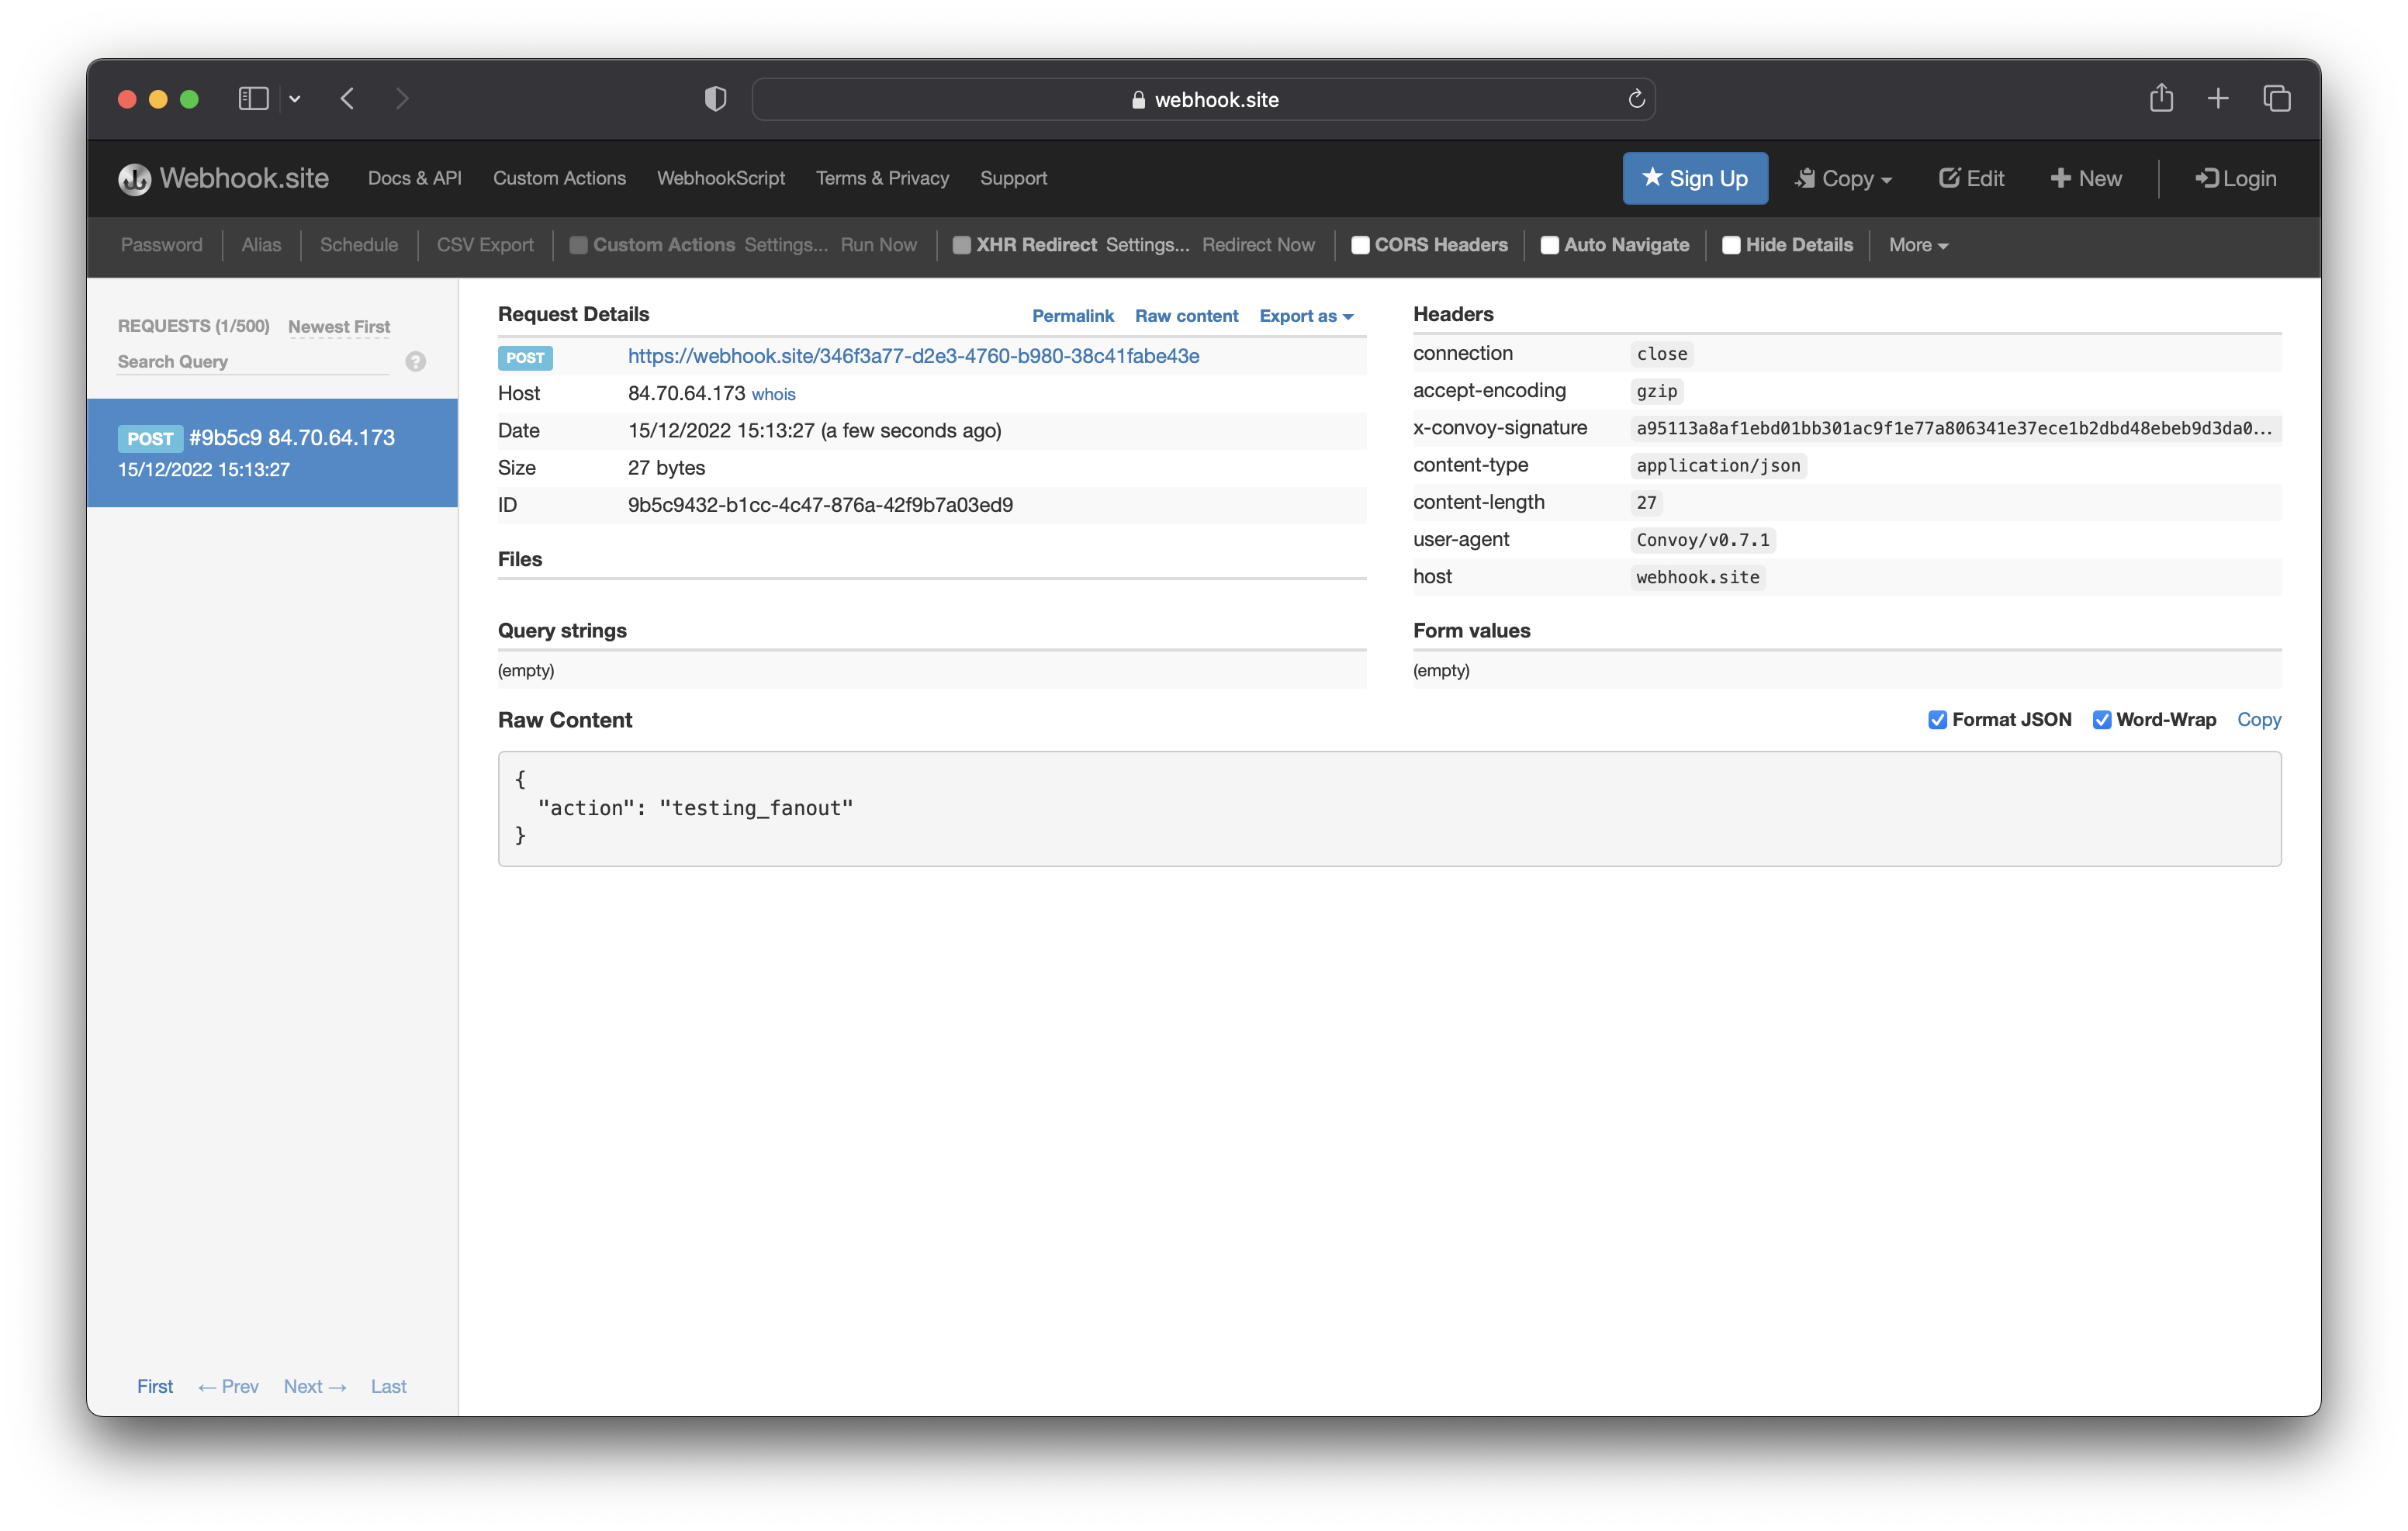 webhook.site
Webhook.site Docs & API Custom Actions WebhookScript Terms & Privacy Support Sign Up Copy Edit New Login
Password Alias Schedule CSV Export Custom Actions Settings... Run Now XHR Redirect Settings... Redirect Now CORS Headers Auto Navigate Hide Details More
REQUESTS (1/500) Newest First
Search Query ?
POST #9b5c9 84.70.64.173
15/12/2022 15:13:27
First ← Prev Next → Last
Request Details Permalink Raw content Export as
POST https://webhook.site/346f3a77-d2e3-4760-b980-38c41fabe43e
Host 84.70.64.173 whois
Date 15/12/2022 15:13:27 (a few seconds ago)
Size 27 bytes
ID 9b5c9432-b1cc-4c47-876a-42f9b7a03ed9
Files
Headers
connection close
accept-encoding gzip
x-convoy-signature a95113a8af1ebd01bb301ac9f1e77a806341e37ece1b2dbd48ebeb9d3da0...
content-type application/json
content-length 27
user-agent Convoy/v0.7.1
host webhook.site
Query strings
(empty)
Form values
(empty)
Raw Content Format JSON Word-Wrap Copy
{
"action": "testing_fanout"
}